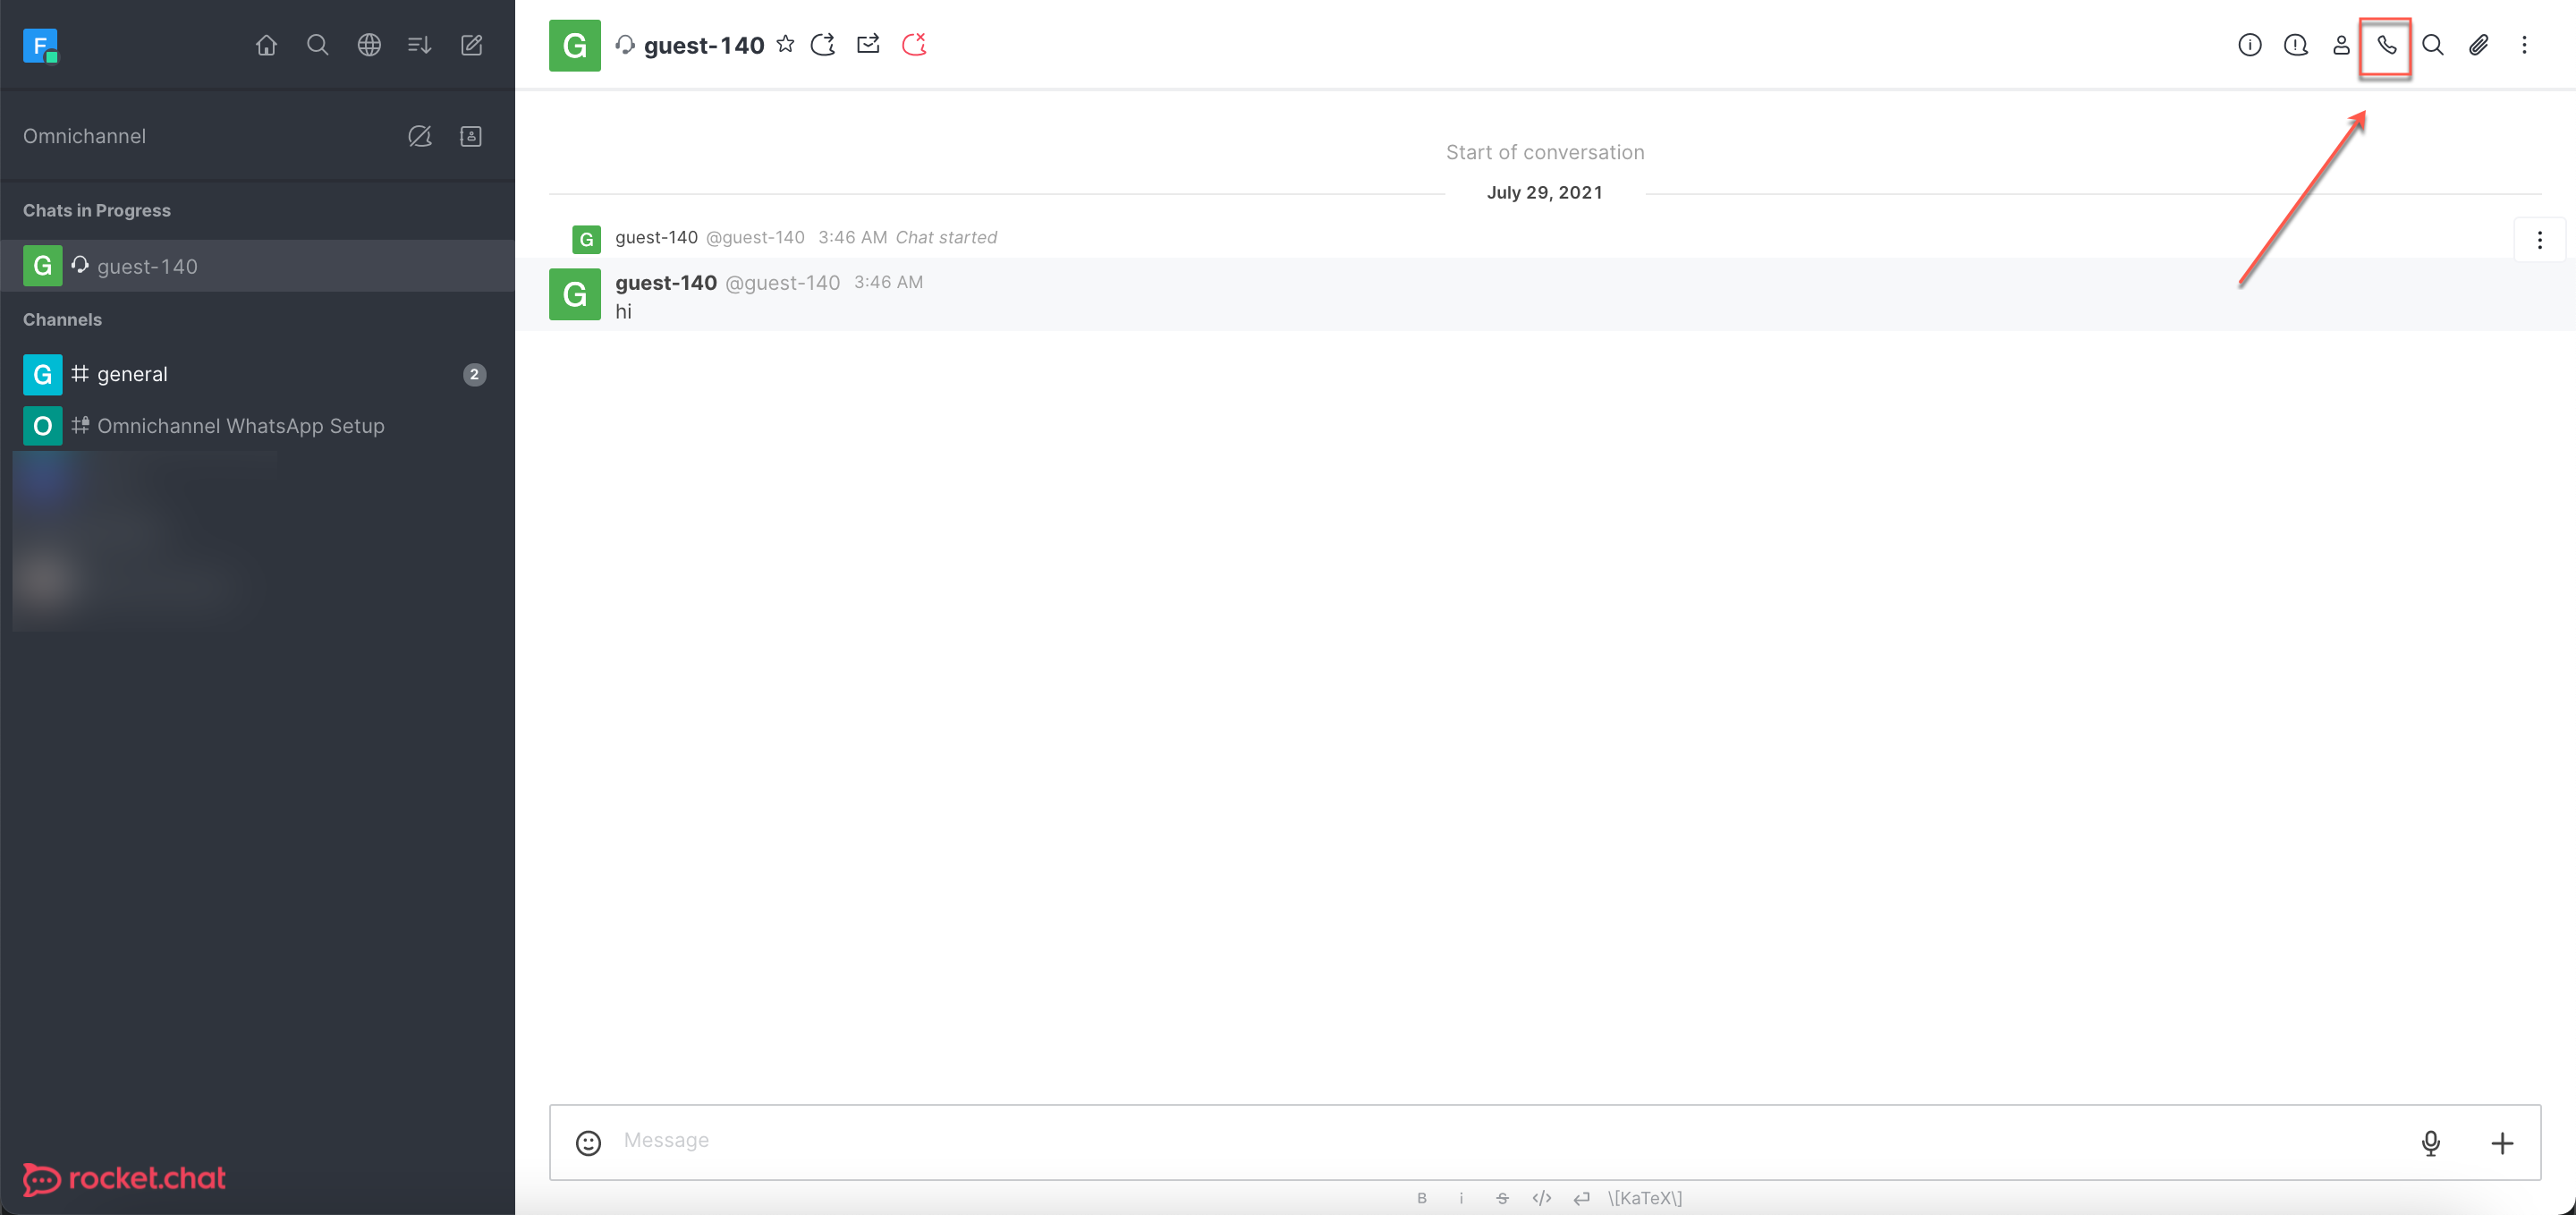 F
Omnichannel
Chats in Progress
G guest-140
Channels
G general 2
O Omnichannel WhatsApp Setup
rocket.chat
G guest-140
Start of conversation
July 29, 2021
G guest-140 @guest-140 3:46 AM Chat started
G guest-140 @guest-140 3:46 AM
hi
Message
B i S </> \[KaTeX\]